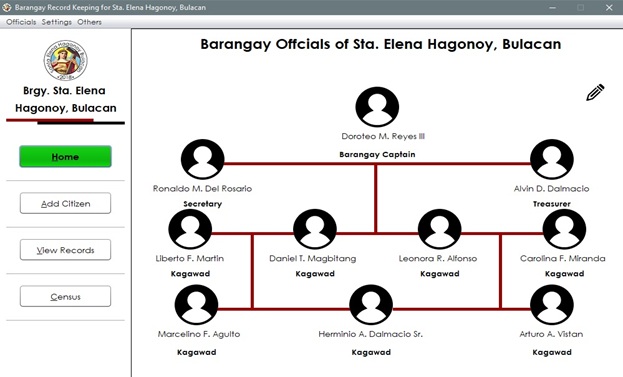 Barangay Record Keeping for Sta. Elena Hagonoy, Bulacan
Officials Settings Others
Brgy. Sta. Elena
Hagonoy, Bulacan
Home
Add Citizen
View Records
Census
Barangay Offcials of Sta. Elena Hagonoy, Bulacan
Doroteo M. Reyes III
Barangay Captain
Ronaldo M. Del Rosario
Secretary
Alvin D. Dalmacio
Treasurer
Liberto F. Martin
Kagawad
Daniel T. Magbitang
Kagawad
Leonora R. Alfonso
Kagawad
Carolina F. Miranda
Kagawad
Marcelino F. Aguito
Kagawad
Herminio A. Dalmacio Sr.
Kagawad
Arturo A. Vistan
Kagawad